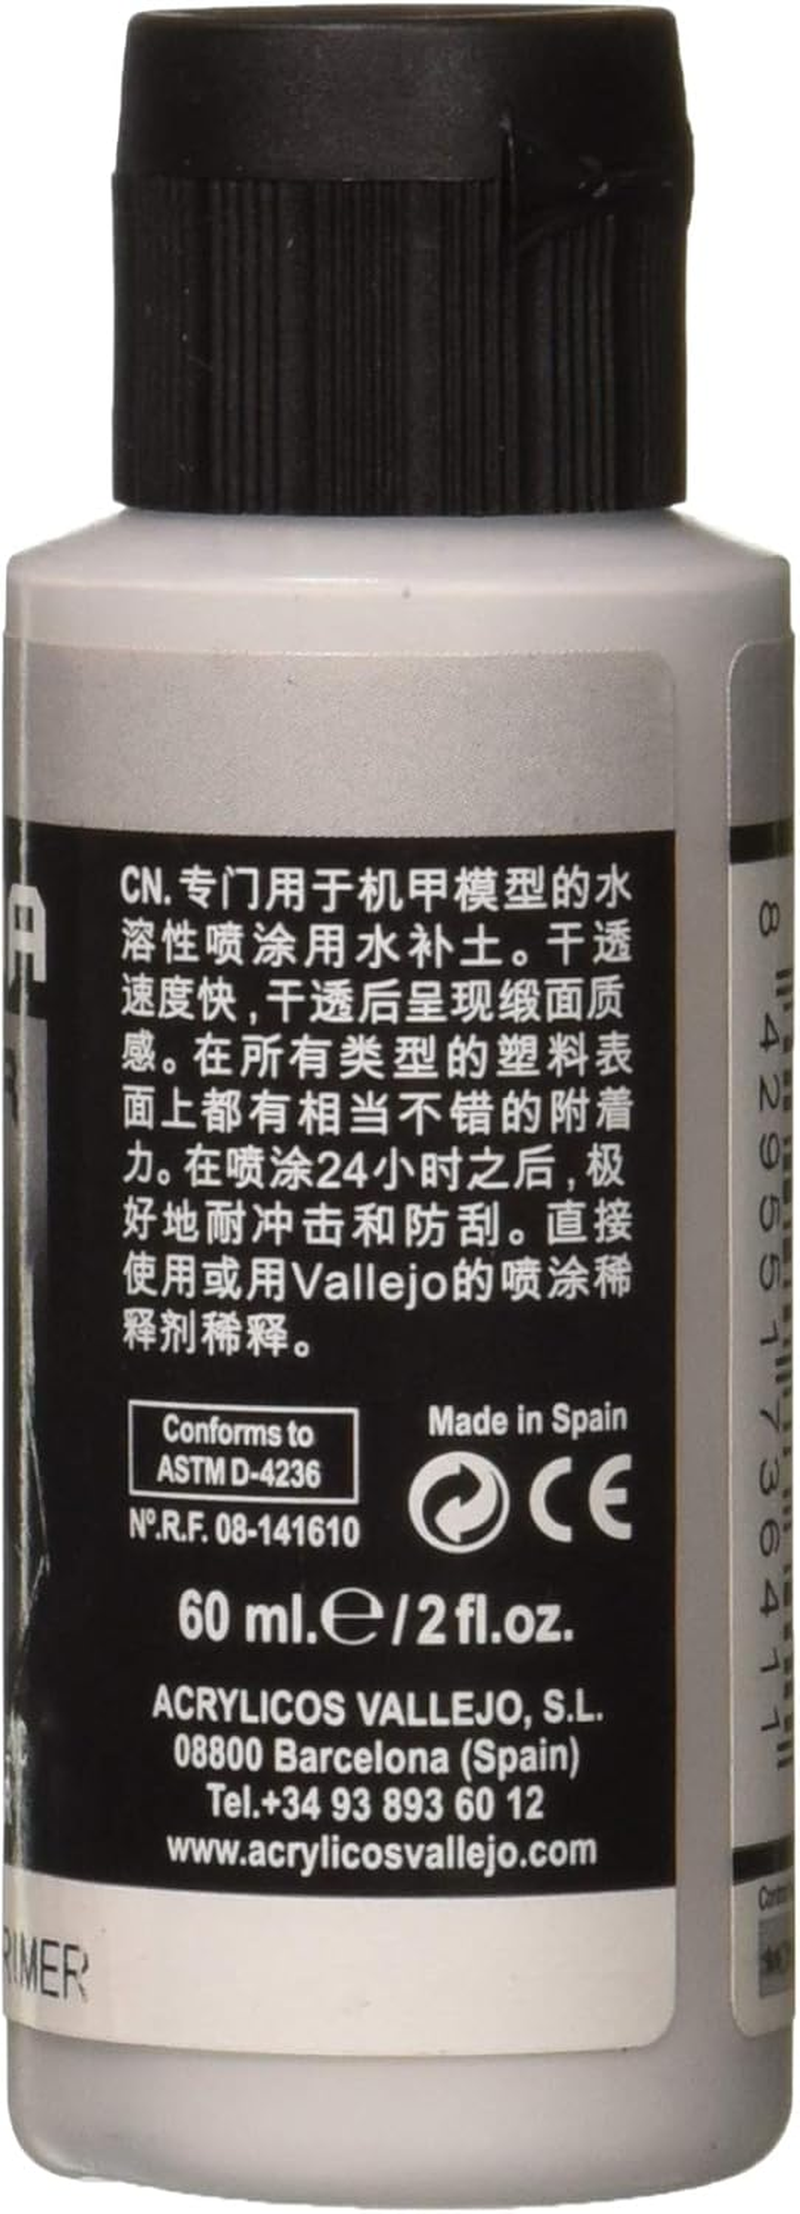 CN.专门用于机甲模型的水
溶性喷涂用水补土。干透
速度快,干透后呈现缎面质
感。在所有类型的塑料表
面上都有相当不错的附着
力。在喷涂24小时之后,极
好地耐冲击和防刮。直接
使用或用Vallejo的喷涂稀
释剂稀释。
Conforms to
ASTM D-4236
Made in Spain
Nº.R.F. 08-141610
CE
60 ml.℮/2 fl.oz.
ACRYLICOS VALLEJO, S.L.
08800 Barcelona (Spain)
Tel.+34 93 893 60 12
www.acrylicosvallejo.com
RIMER
8 429551 736411